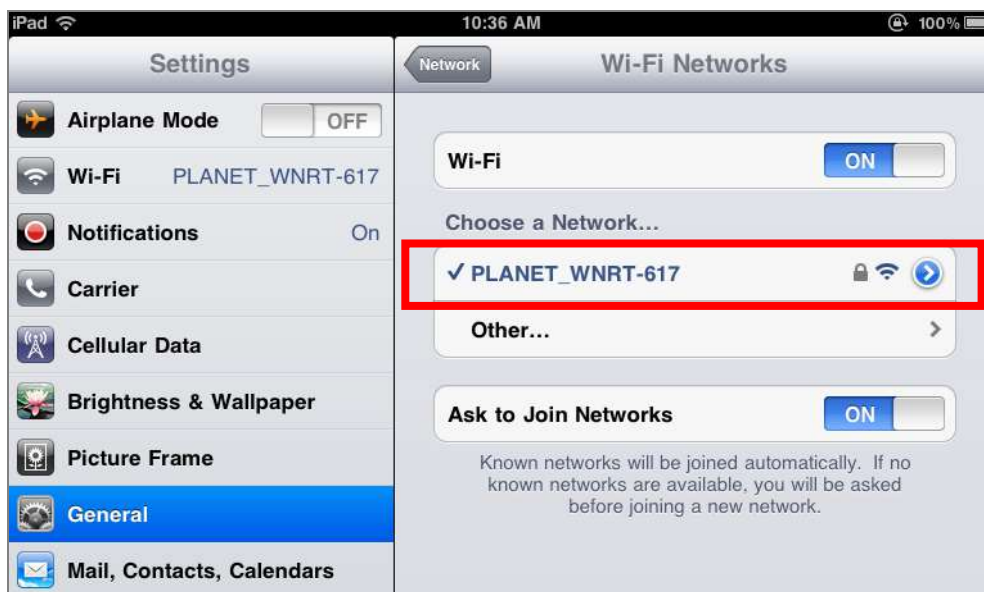 iPad 10:36 AM 100%
Settings
Network Wi-Fi Networks
Airplane Mode OFF
Wi-Fi PLANET_WNRT-617
Notifications On
Carrier
Cellular Data
Brightness & Wallpaper
Picture Frame
General
Mail, Contacts, Calendars
Wi-Fi ON
Choose a Network...
✓ PLANET_WNRT-617
Other...
Ask to Join Networks ON
Known networks will be joined automatically. If no
known networks are available, you will be asked
before joining a new network.